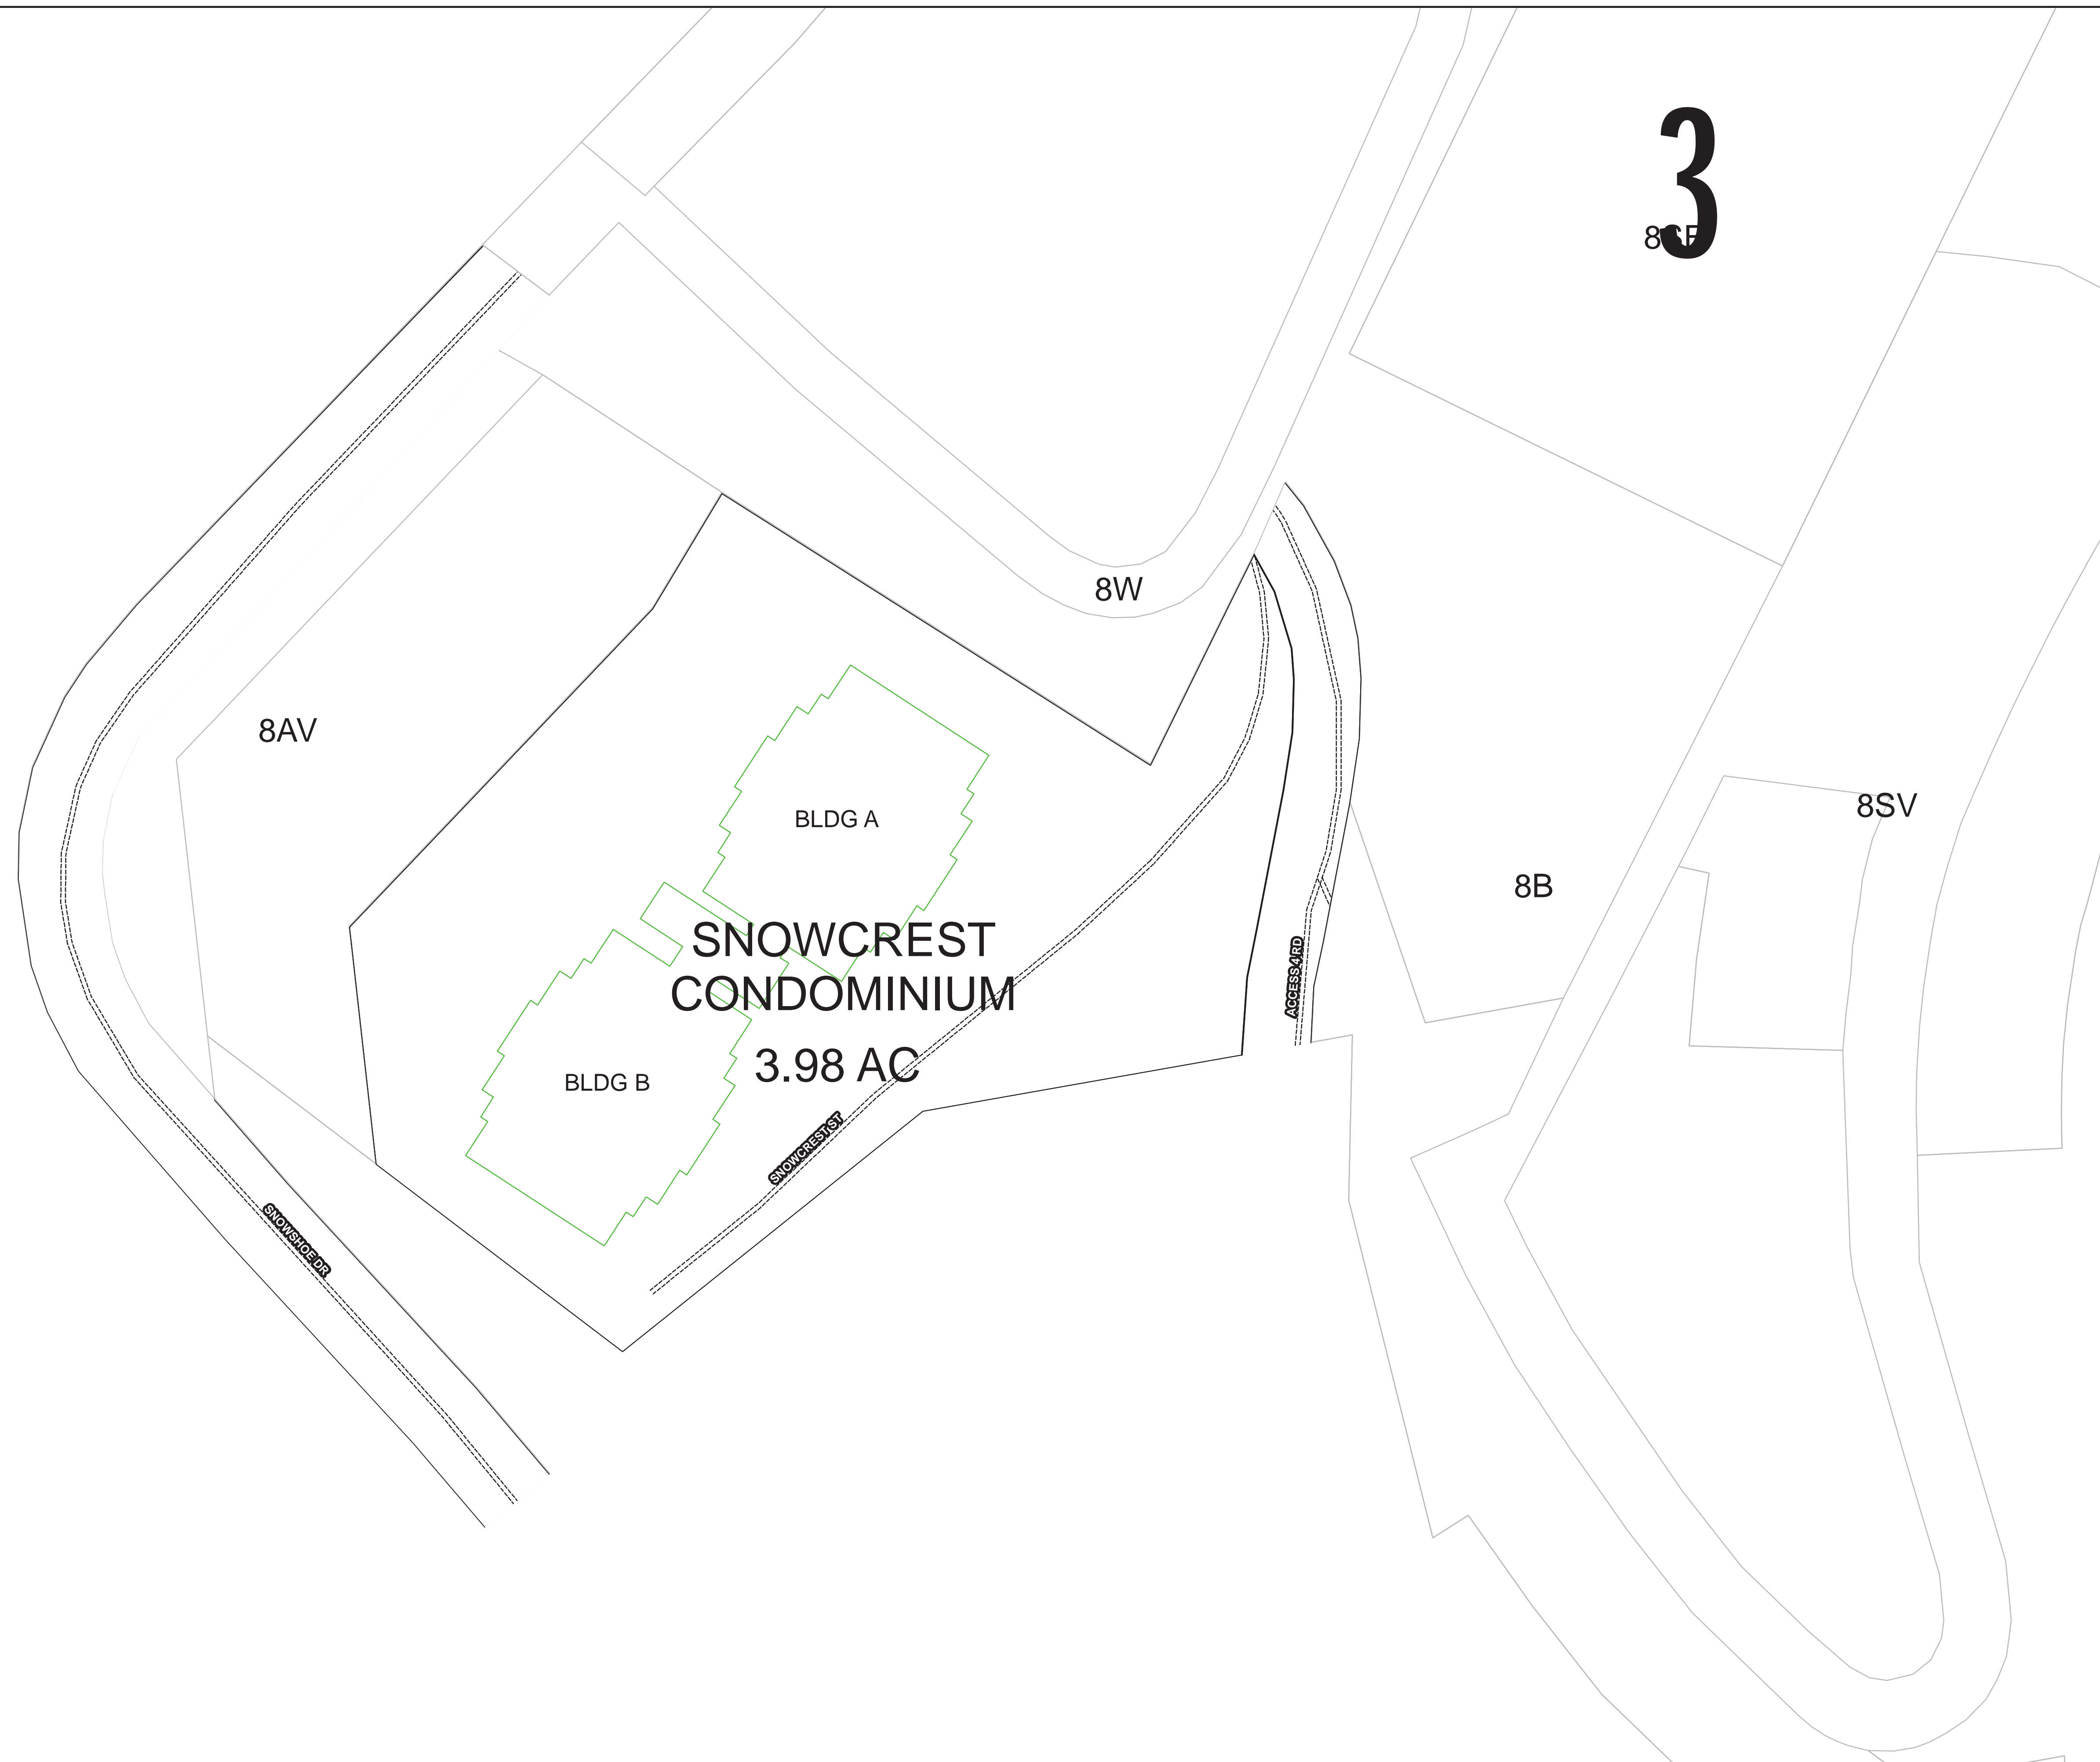 3
8W
8AV
BLDG A
8SV
8B
SNOWCREST
CONDOMINIUM
3.98 AC
ACCESS 4 RD
BLDG B
SNOWCREST ST
SNOWSHOE DR